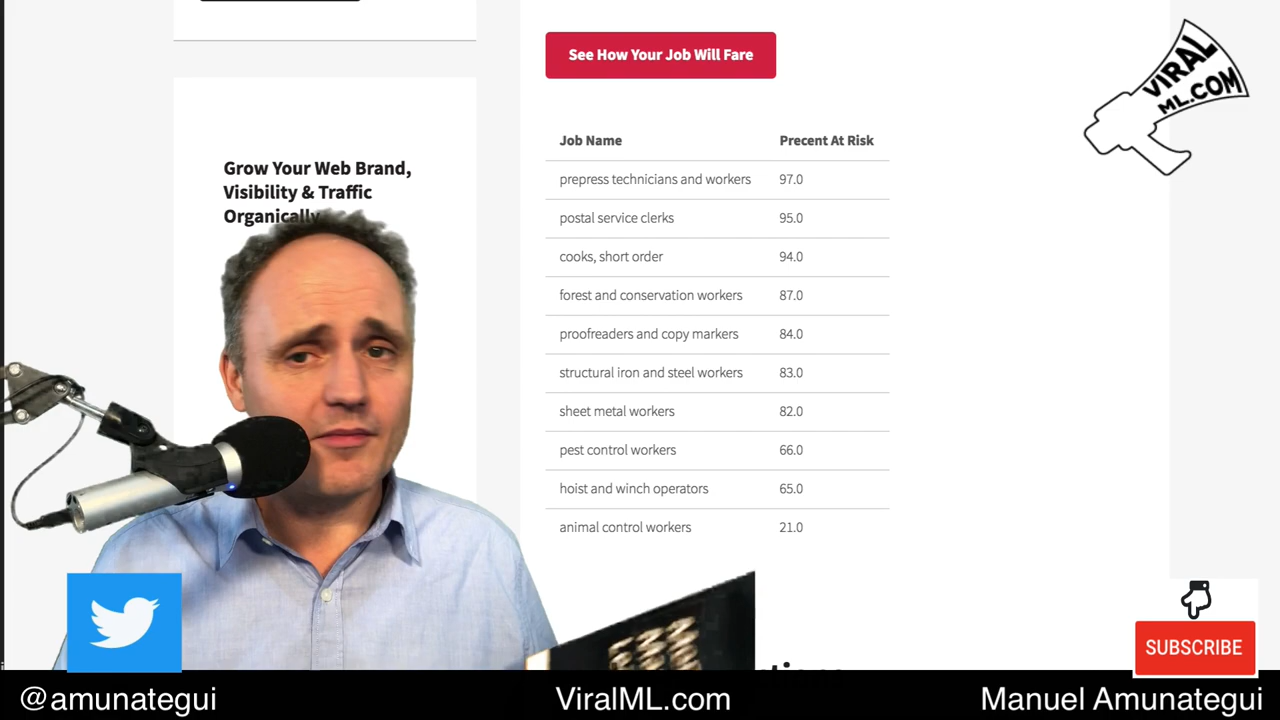 See How Your Job Will Fare
VIRAL
ML.COM
Job Name Precent At Risk
prepress technicians and workers 97.0
postal service clerks 95.0
cooks, short order 94.0
forest and conservation workers 87.0
proofreaders and copy markers 84.0
structural iron and steel workers 83.0
sheet metal workers 82.0
pest control workers 66.0
hoist and winch operators 65.0
animal control workers 21.0
Grow Your Web Brand,
Visibility & Traffic
Organically
SUBSCRIBE
@amunategui
ViralML.com
Manuel Amunategui